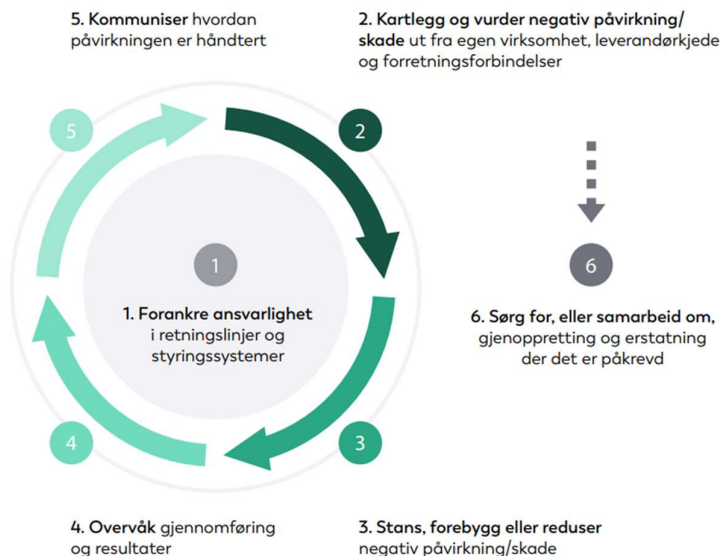 5. Kommuniser hvordan
påvirkningen er håndtert
2. Kartlegg og vurder negativ påvirkning/
skade ut fra egen virksomhet, leverandørkjede
og forretningsforbindelser
5
2
1
1. Forankre ansvarlighet
i retningslinjer og
styringssystemer
6
6. Sørg for, eller samarbeid om,
gjenoppretting og erstatning
der det er påkrevd
4
3
4. Overvåk gjennomføring
og resultater
3. Stans, forebygg eller reduser
negativ påvirkning/skade